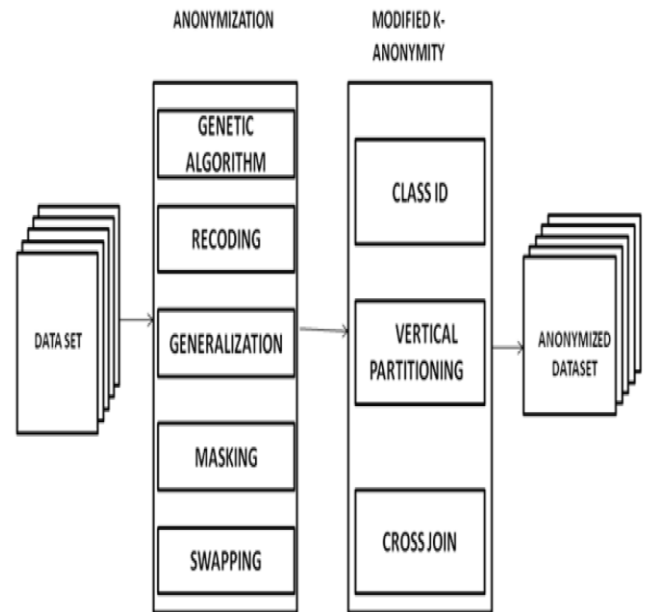 ANONYMIZATION
MODIFIED K-
ANONYMITY
GENETIC
ALGORITHM
RECODING
GENERALIZATION
MASKING
SWAPPING
CLASS ID
VERTICAL
PARTITIONING
CROSS JOIN
DATA SET
ANONYMIZED
DATASET